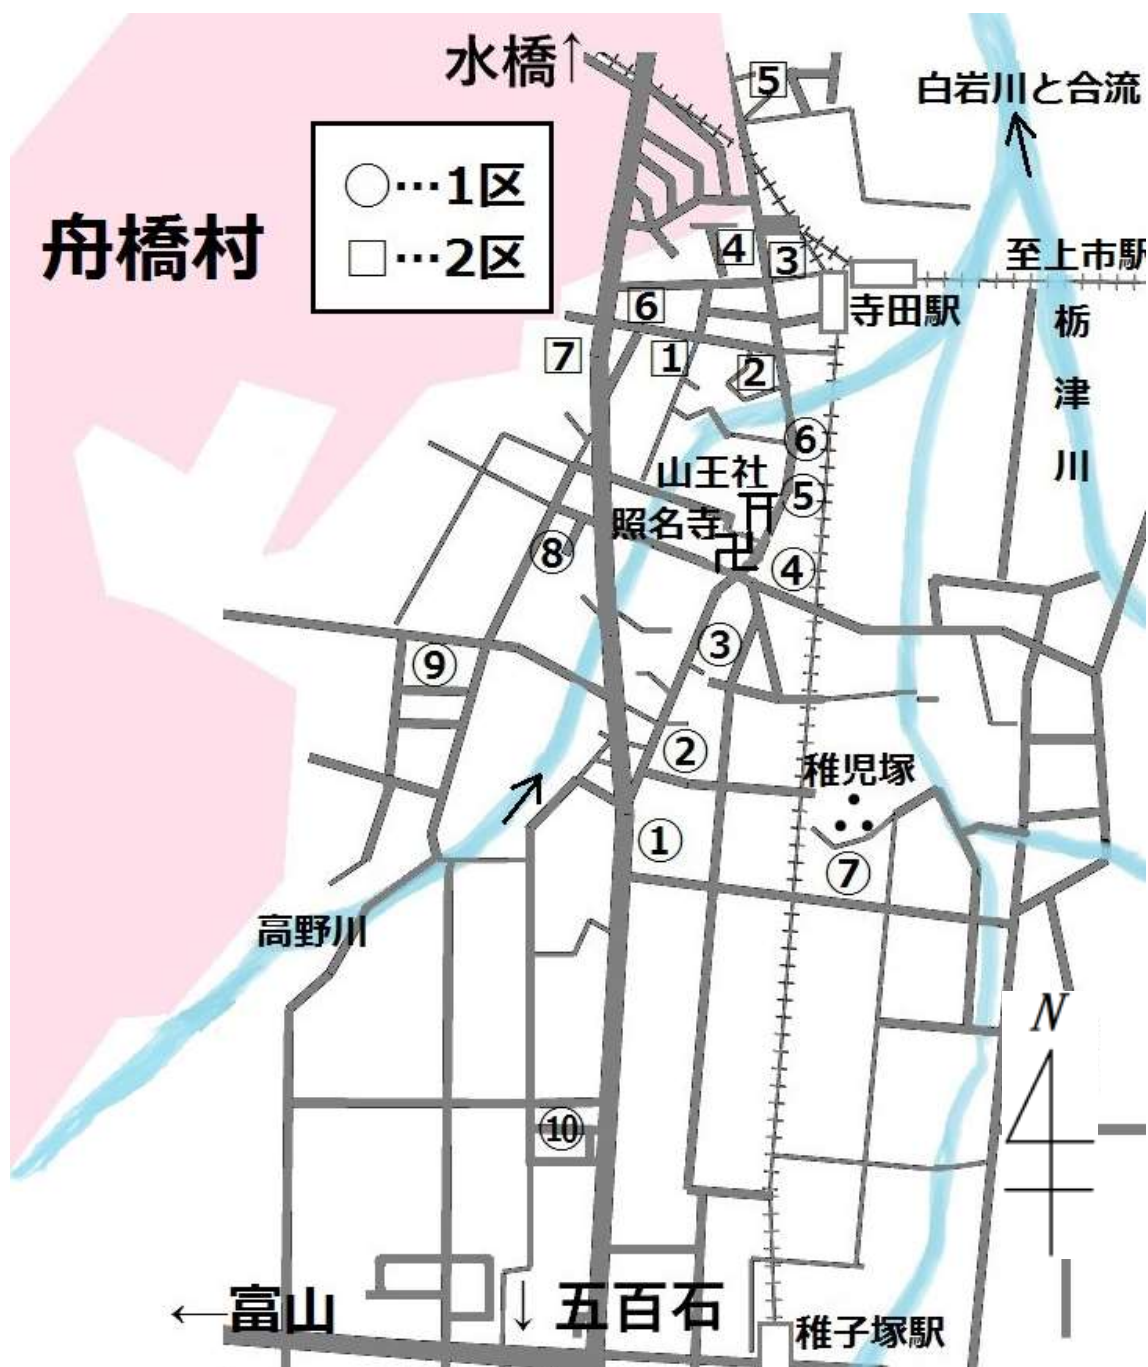 水橋↑
5
白岩川と合流
○…1区
□…2区
舟橋村
4
3
至上市駅
6
寺田駅
栃津川
7
1
2
⑥
山王社
⑤
照名寺
⑧
④
③
⑨
②
稚児塚
①
⑦
高野川
N
⑩
←富山
↓五百石
稚子塚駅